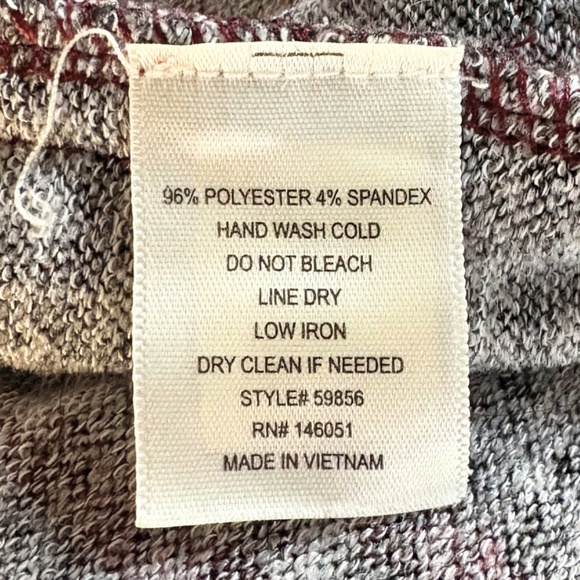 96% POLYESTER 4% SPANDEX
HAND WASH COLD
DO NOT BLEACH
LINE DRY
LOW IRON
DRY CLEAN IF NEEDED
STYLE# 59856
RN# 146051
MADE IN VIETNAM